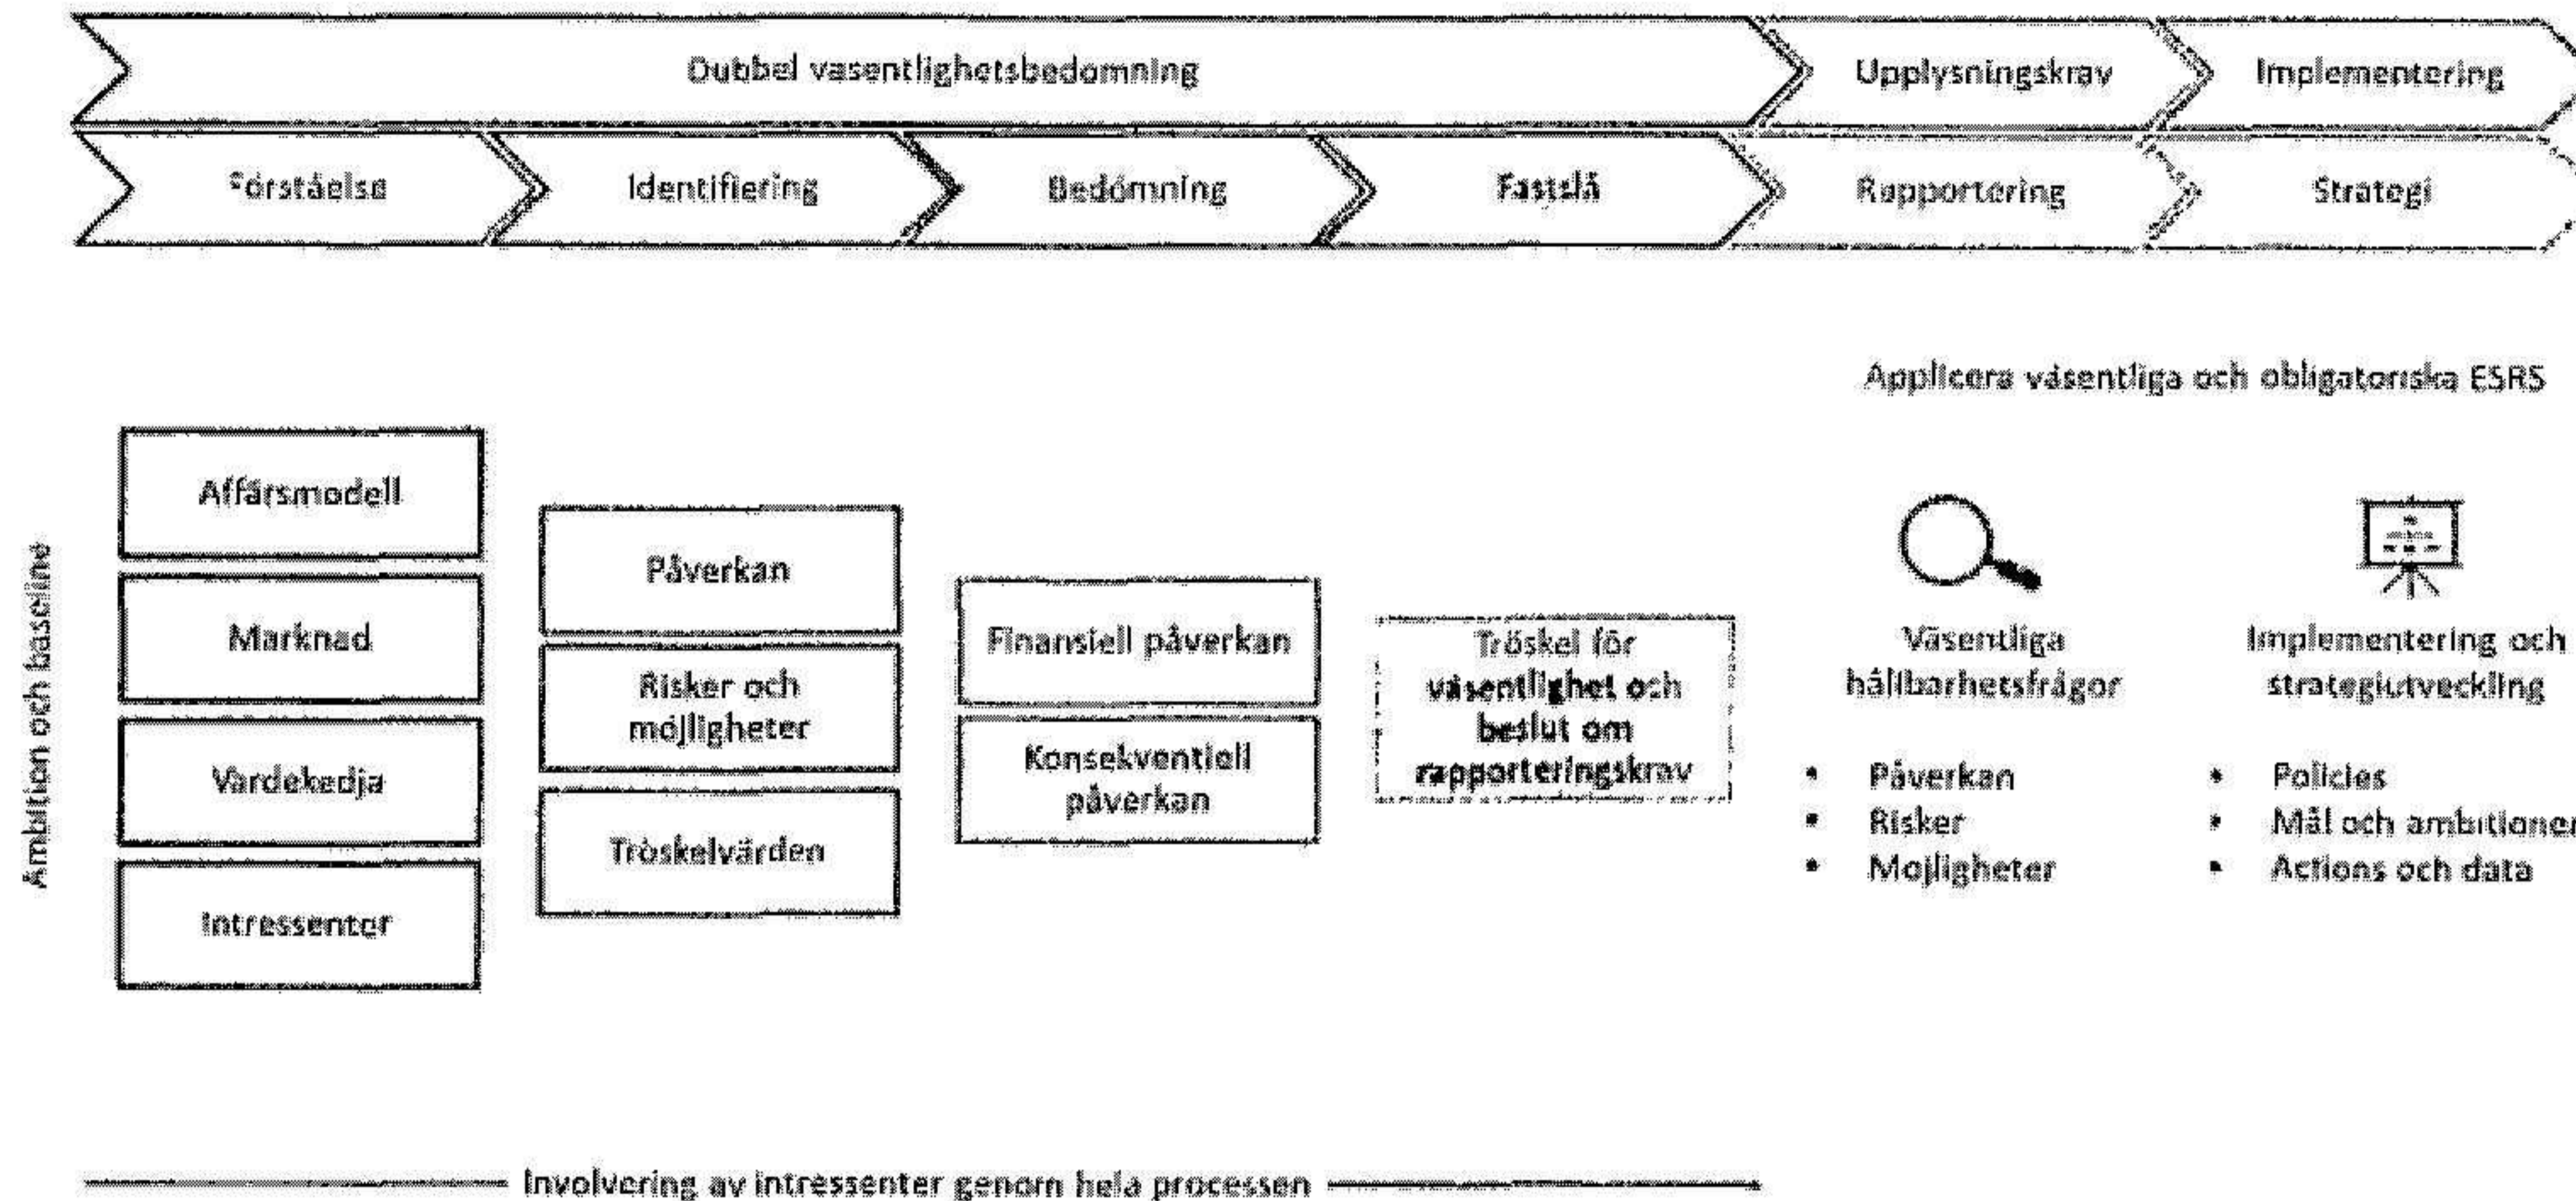 Dubbel väsentlighetsbedömning
Upplysningskrav
Implementering
Förståelse
Identifiering
Bedömning
Fastslå
Rapportering
Strategi
Applicera väsentliga och obligatoriska ESRS
Ambition och baseline
Affärsmodell
Marknad
Värdekedja
Intressenter
Påverkan
Risker och
möjligheter
Tröskelvärden
Finansiell påverkan
Konsekventiell
påverkan
Tröskel för
väsentlighet och
beslut om
rapporteringskrav
Väsentliga
hållbarhetsfrågor
• Påverkan
• Risker
• Möjligheter
Implementering och
strategiutveckling
• Policies
• Mål och ambitioner
• Actions och data
Involvering av intressenter genom hela processen